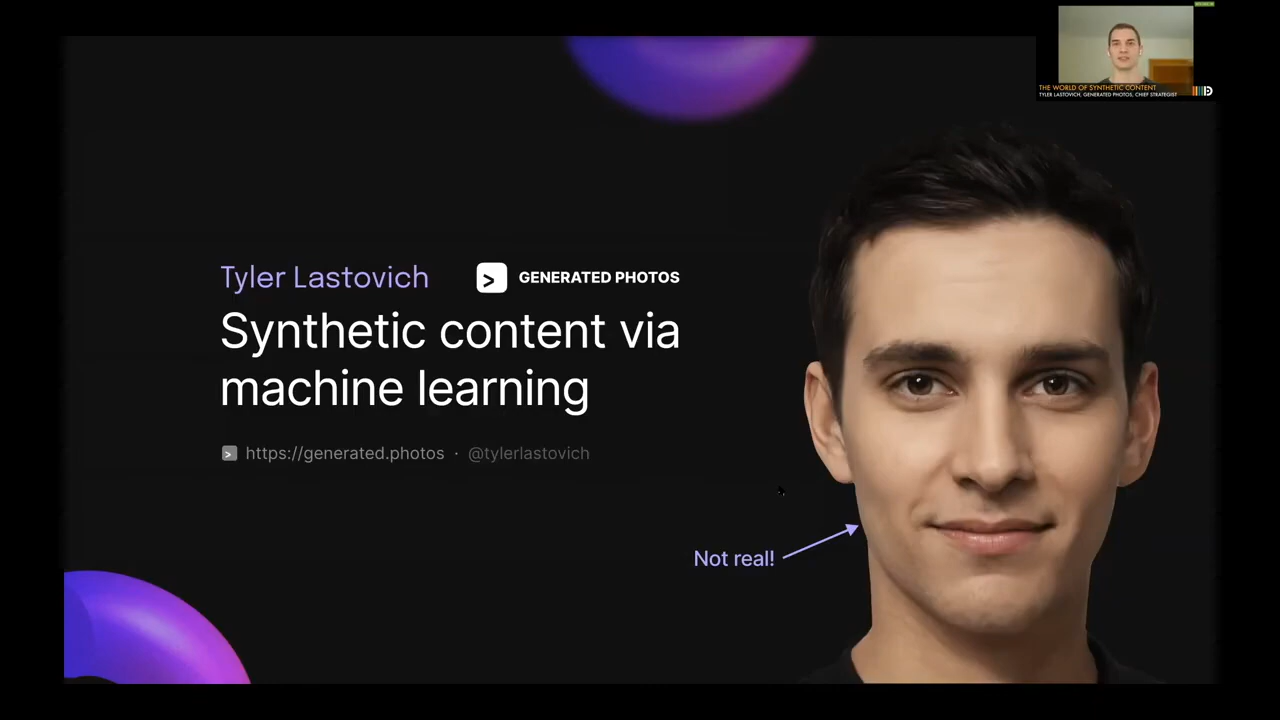 THE WORLD OF SYNTHETIC CONTENT
TYLER LASTOVICH, GENERATED PHOTOS, CHIEF STRATEGIST
Tyler Lastovich
> GENERATED PHOTOS
Synthetic content via
machine learning
> https://generated.photos · @tylerlastovich
Not real!